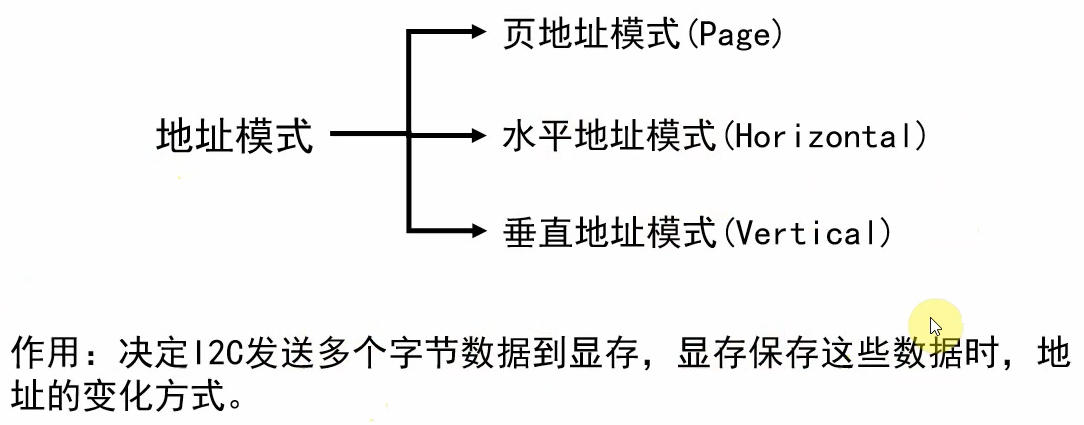 页地址模式(Page)
地址模式
水平地址模式(Horizontal)
垂直地址模式(Vertical)
作用：决定I2C发送多个字节数据到显存，显存保存这些数据时，地
址的变化方式。